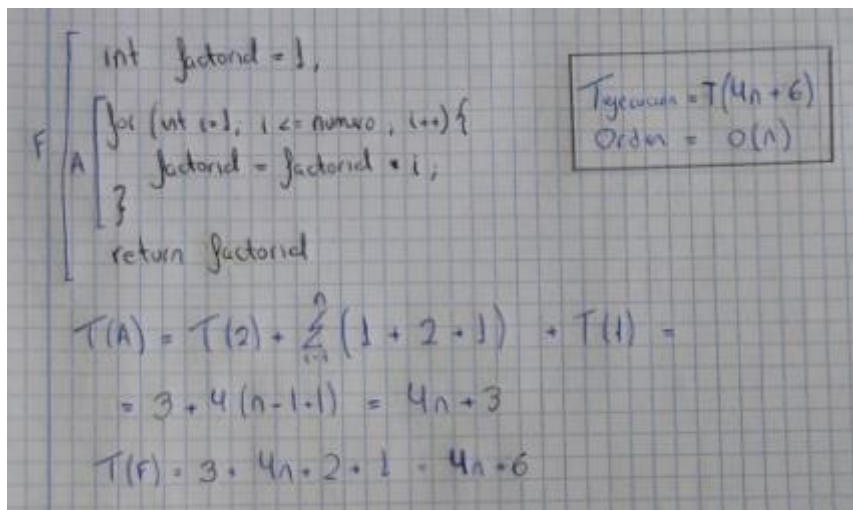 int factorial = 1;
for (int i=1; i <= numero; i++) {
factorial = factorial * i;
}
return factorial
F
A
Tejecución = T(4n + 6)
Orden = O(n)
T(A) = T(2) + n Σ i=1 (1 + 2 + 1) + T(1) =
= 3 + 4(n-1+1) = 4n + 3
T(F) = 3 + 4n + 2 + 1 = 4n + 6